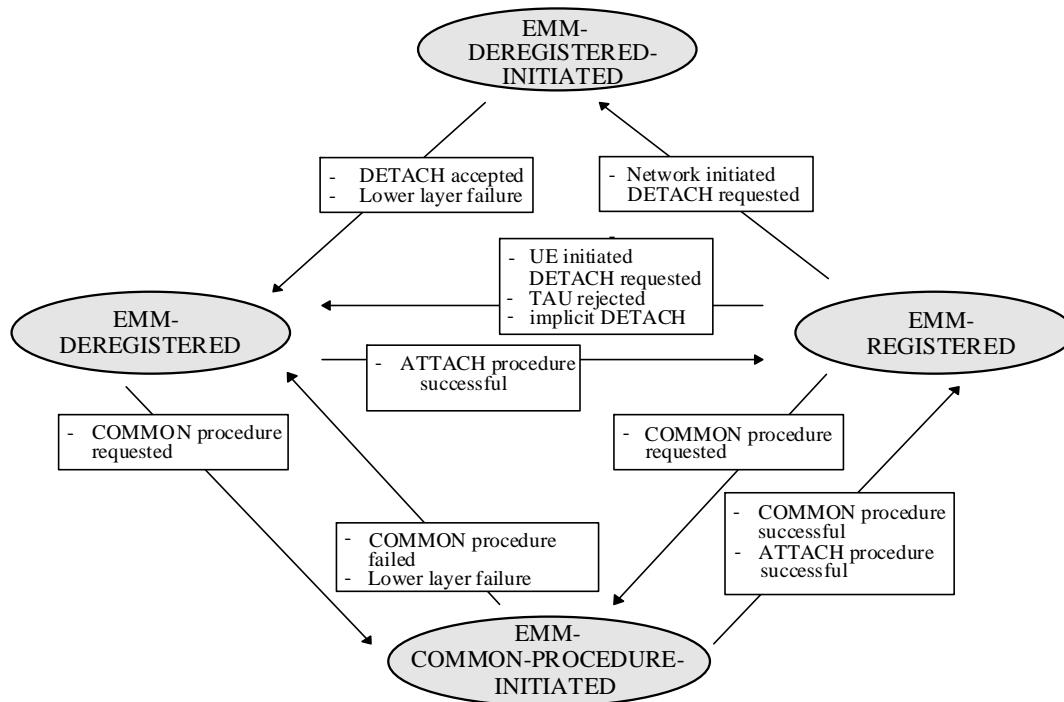 EMM-
DEREGISTERED-
INITIATED
- DETACH accepted
- Lower layer failure
- Network initiated
DETACH requested
- UE initiated
DETACH requested
- TAU rejected
- implicit DETACH
EMM-
DEREGISTERED
EMM-
REGISTERED
- ATTACH procedure
successful
- COMMON procedure
requested
- COMMON procedure
requested
- COMMON procedure
failed
- Lower layer failure
- COMMON procedure
successful
- ATTACH procedure
successful
EMM-
COMMON-PROCEDURE-
INITIATED